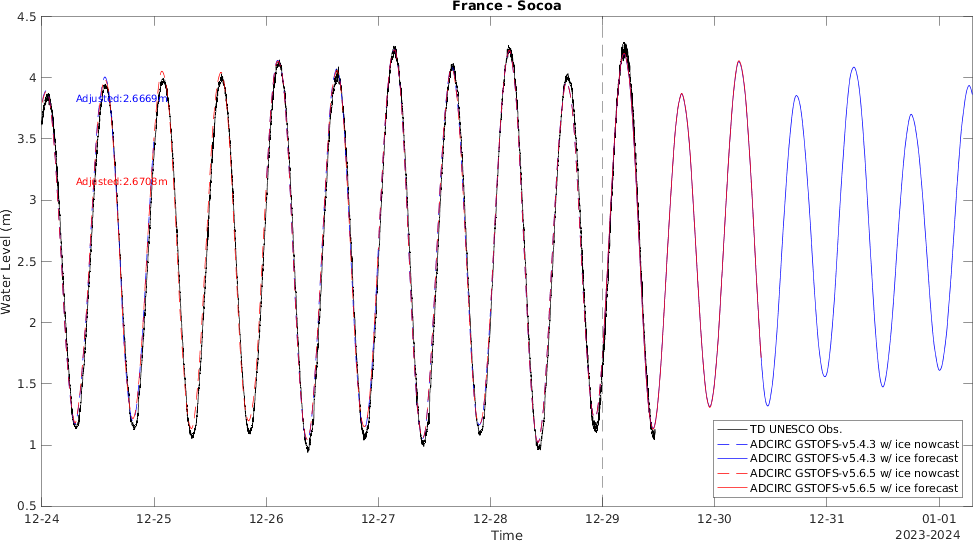 France - Socoa
4.5
4
3.5
3
2.5
2
1.5
1
0.5
Water Level (m)
Adjusted:2.6669m
Adjusted:2.6708m
TD UNESCO Obs.
ADCIRC GSTOFS-v5.4.3 w/ ice nowcast
ADCIRC GSTOFS-v5.4.3 w/ ice forecast
ADCIRC GSTOFS-v5.6.5 w/ ice nowcast
ADCIRC GSTOFS-v5.6.5 w/ ice forecast
12-24 12-25 12-26 12-27 12-28 12-29 12-30 12-31 01-01
Time
2023-2024